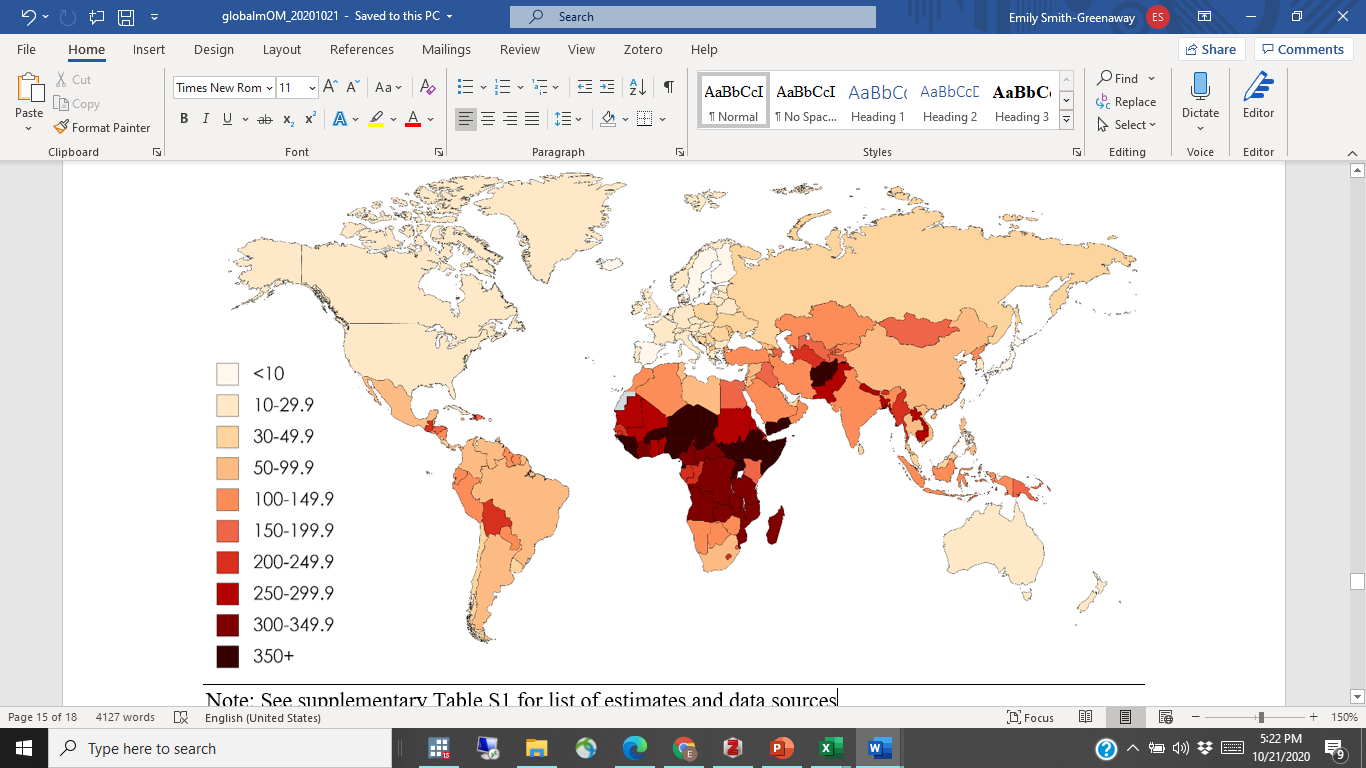 globalmOM_20201021 - Saved to this PC
Search
Emily Smith-Greenaway
ES
File Home Insert Design Layout References Mailings Review View Zotero Help
Share
Comments
Paste
Cut
Copy
Format Painter
Clipboard
Times New Rom
11
Font
Paragraph
AaBbCcI
¶ Normal
AaBbCcI
¶ No Spac...
AaBbCc
Heading 1
AaBbCcD
Heading 2
AaBbCc
Heading 3
Styles
Find
Replace
Select
Editing
Dictate
Voice
Editor
Editor
<10
10-29.9
30-49.9
50-99.9
100-149.9
150-199.9
200-249.9
250-299.9
300-349.9
350+
Note: See supplementary Table S1 for list of estimates and data sources
Page 15 of 18 4127 words English (United States)
Focus
150%
Type here to search
5:22 PM
10/21/2020
9